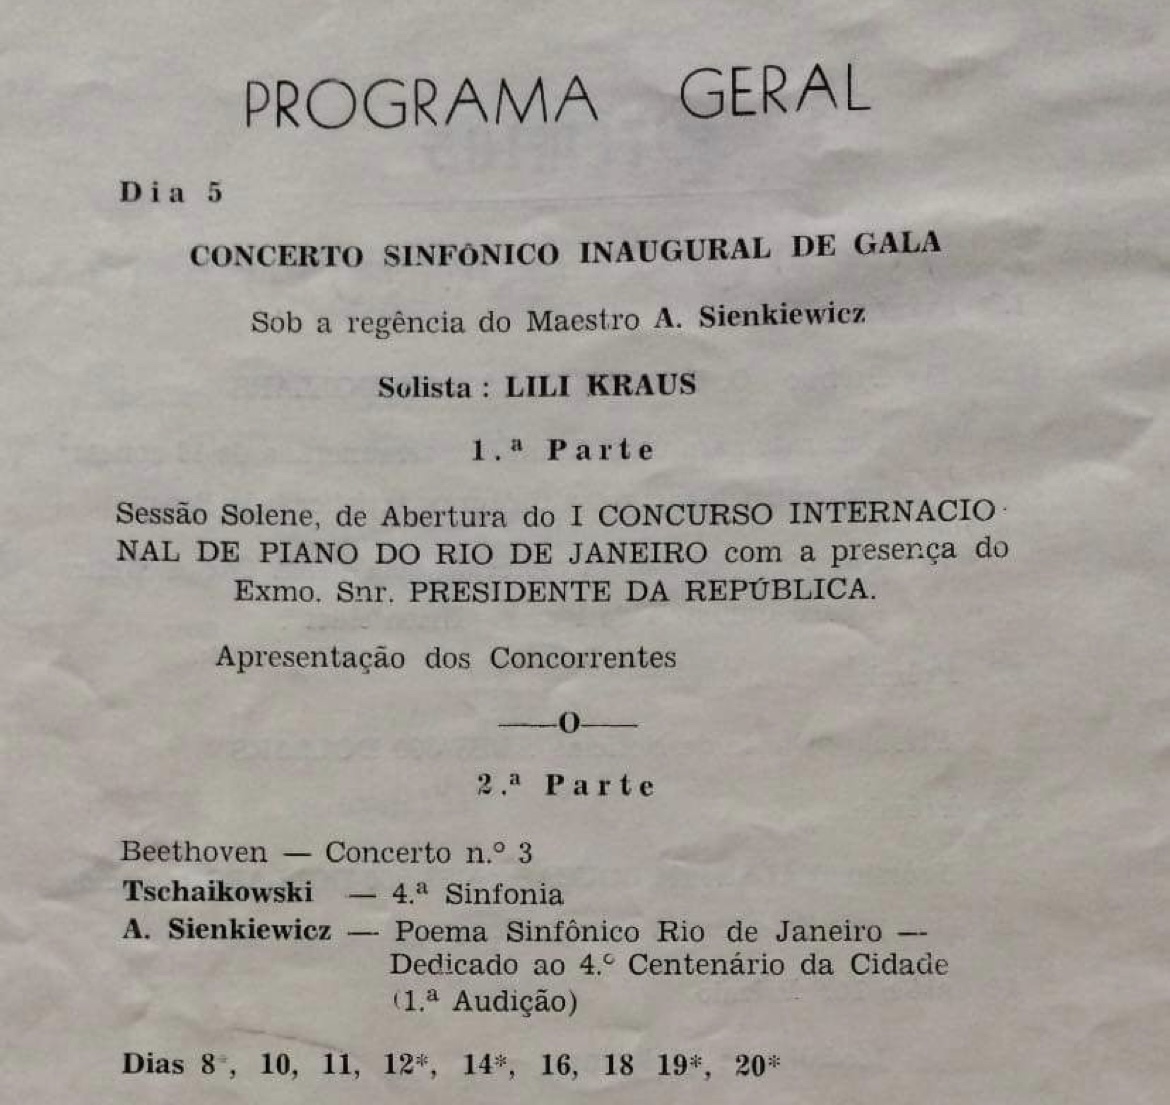 PROGRAMA GERAL
Dia 5
CONCERTO SINFÔNICO INAUGURAL DE GALA
Sob a regência do Maestro A. Sienkiewicz
Solista : LILI KRAUS
1.ª Parte
Sessão Solene, de Abertura do I CONCURSO INTERNACIO-
NAL DE PIANO DO RIO DE JANEIRO com a presença do
Exmo. Snr. PRESIDENTE DA REPÚBLICA.
Apresentação dos Concorrentes
——O——
2.ª Parte
Beethoven — Concerto n.º 3
Tschaikowski — 4.ª Sinfonia
A. Sienkiewicz — Poema Sinfônico Rio de Janeiro —
Dedicado ao 4.º Centenário da Cidade
(1.ª Audição)
Dias 8*, 10, 11, 12*, 14*, 16, 18 19*, 20*